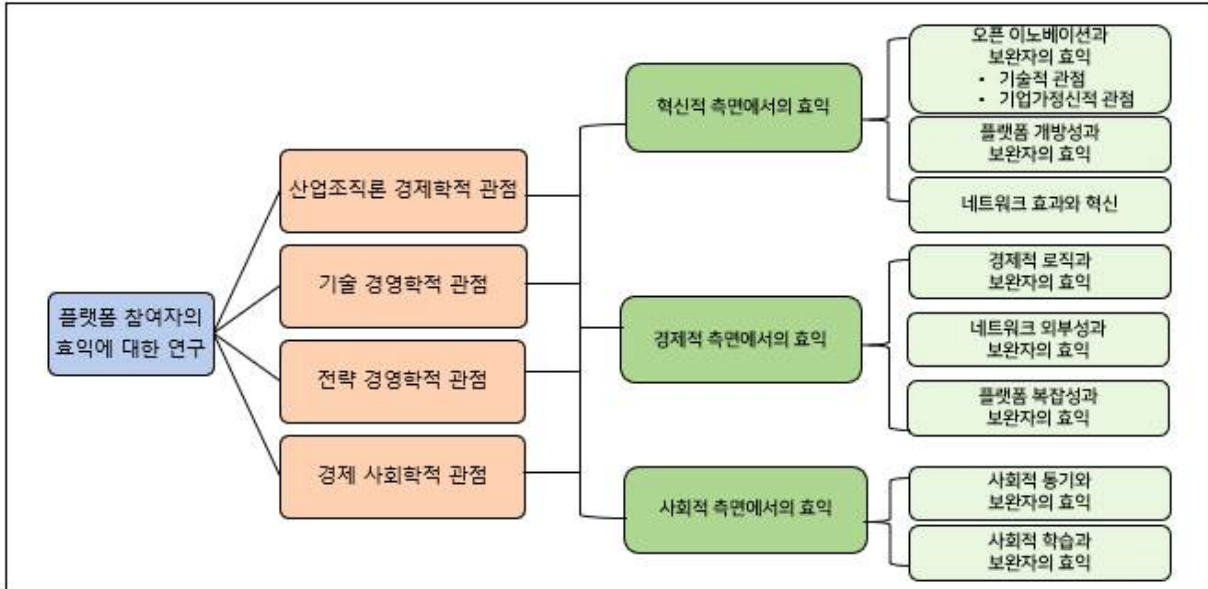 플랫폼 참여자의
효익에 대한 연구
산업조직론 경제학적 관점
기술 경영학적 관점
전략 경영학적 관점
경제 사회학적 관점
혁신적 측면에서의 효익
경제적 측면에서의 효익
사회적 측면에서의 효익
오픈 이노베이션과
보완자의 효익
• 기술적 관점
• 기업가정신적 관점
플랫폼 개방성과
보완자의 효익
네트워크 효과와 혁신
경제적 로직과
보완자의 효익
네트워크 외부성과
보완자의 효익
플랫폼 복잡성과
보완자의 효익
사회적 동기와
보완자의 효익
사회적 학습과
보완자의 효익